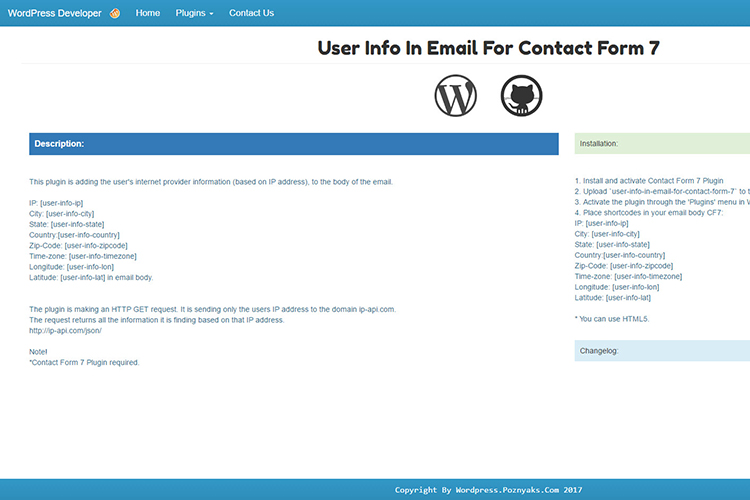 WordPress Developer Home Plugins Contact Us
User Info In Email For Contact Form 7
Description:
This plugin is adding the user's internet provider information (based on IP address), to the body of the email.
IP: [user-info-ip]
City: [user-info-city]
State: [user-info-state]
Country:[user-info-country]
Zip-Code: [user-info-zipcode]
Time-zone: [user-info-timezone]
Longitude: [user-info-lon]
Latitude: [user-info-lat] in email body.
The plugin is making an HTTP GET request. It is sending only the users IP address to the domain ip-api.com.
The request returns all the information it is finding based on that IP address.
http://ip-api.com/json/
Note!
*Contact Form 7 Plugin required.
Installation:
1. Install and activate Contact Form 7 Plugin
2. Upload `user-info-in-email-for-contact-form-7` to t
3. Activate the plugin through the 'Plugins' menu in W
4. Place shortcodes in your email body CF7:
IP: [user-info-ip]
City: [user-info-city]
State: [user-info-state]
Country:[user-info-country]
Zip-Code: [user-info-zipcode]
Time-zone: [user-info-timezone]
Longitude: [user-info-lon]
Latitude: [user-info-lat]
* You can use HTML5.
Changelog:
Copyright By Wordpress.Poznyaks.Com 2017